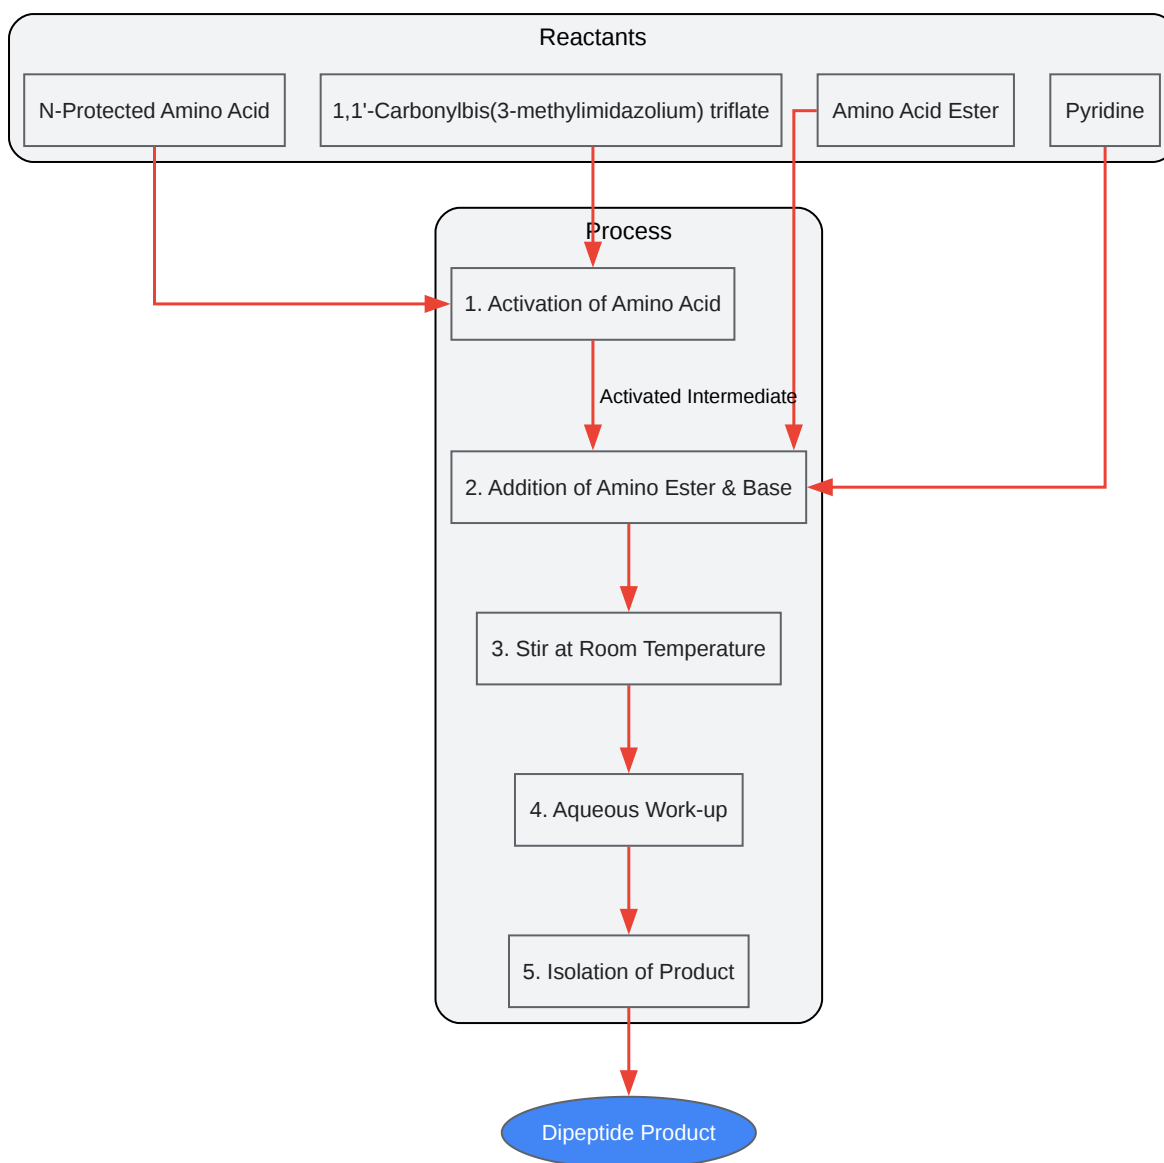 Reactants
N-Protected Amino Acid
1,1'-Carbonylbis(3-methylimidazolium) triflate
Amino Acid Ester
Pyridine
Process
1. Activation of Amino Acid
Activated Intermediate
2. Addition of Amino Ester & Base
3. Stir at Room Temperature
4. Aqueous Work-up
5. Isolation of Product
Dipeptide Product